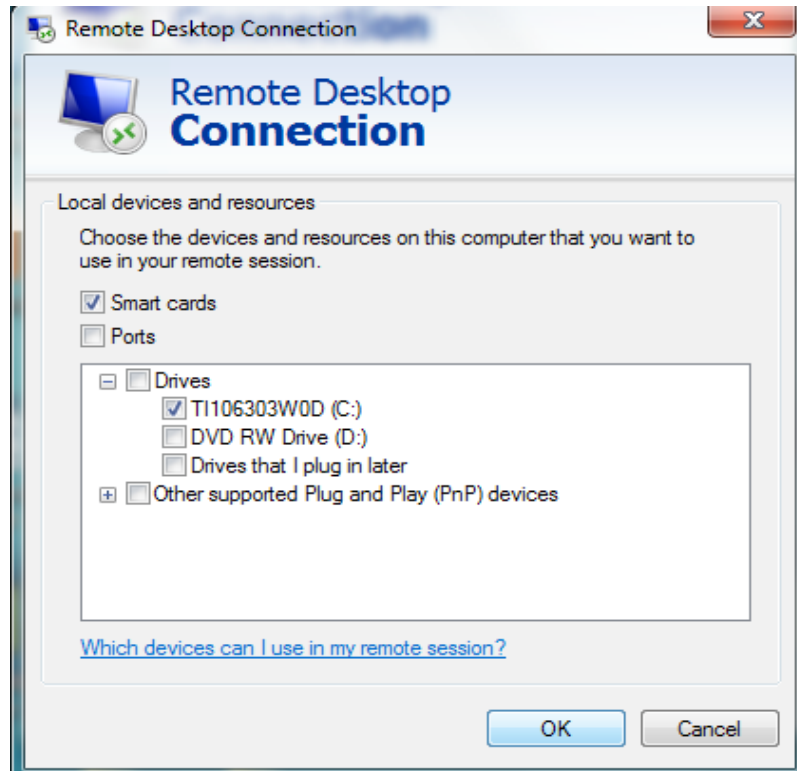 Remote Desktop Connection
Remote Desktop
Connection
Local devices and resources
Choose the devices and resources on this computer that you want to
use in your remote session.
Smart cards
Ports
Drives
TI106303W0D (C:)
DVD RW Drive (D:)
Drives that I plug in later
Other supported Plug and Play (PnP) devices
Which devices can I use in my remote session?
OK
Cancel